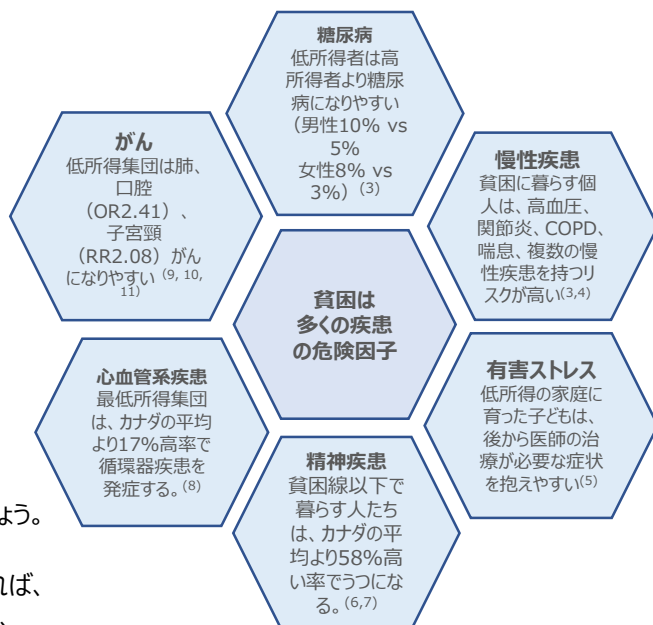 糖尿病
低所得者は高
所得者より糖尿
病になりやすい
（男性10% vs
5%
女性8% vs
3%）(3)
がん
低所得集団は肺、
口腔
（OR2.41）、
子宮頸
（RR2.08）がん
になりやすい (9, 10,
11)
慢性疾患
貧困に暮らす個
人は、高血圧、
関節炎、COPD、
喘息、複数の慢
性疾患を持つリ
スクが高い(3,4)
貧困は
多くの疾患
の危険因子
心血管系疾患
最低所得集団
は、カナダの平均
より17%高率で
循環器疾患を
発症する。(8)
有害ストレス
低所得の家庭に
育った子どもは、
後から医師の治
療が必要な症状
を抱えやすい(5)
精神疾患
貧困線以下で
暮らす人たち
は、カナダの平
均より58%高
い率でうつにな
る。(6,7)
ょう。
れば、